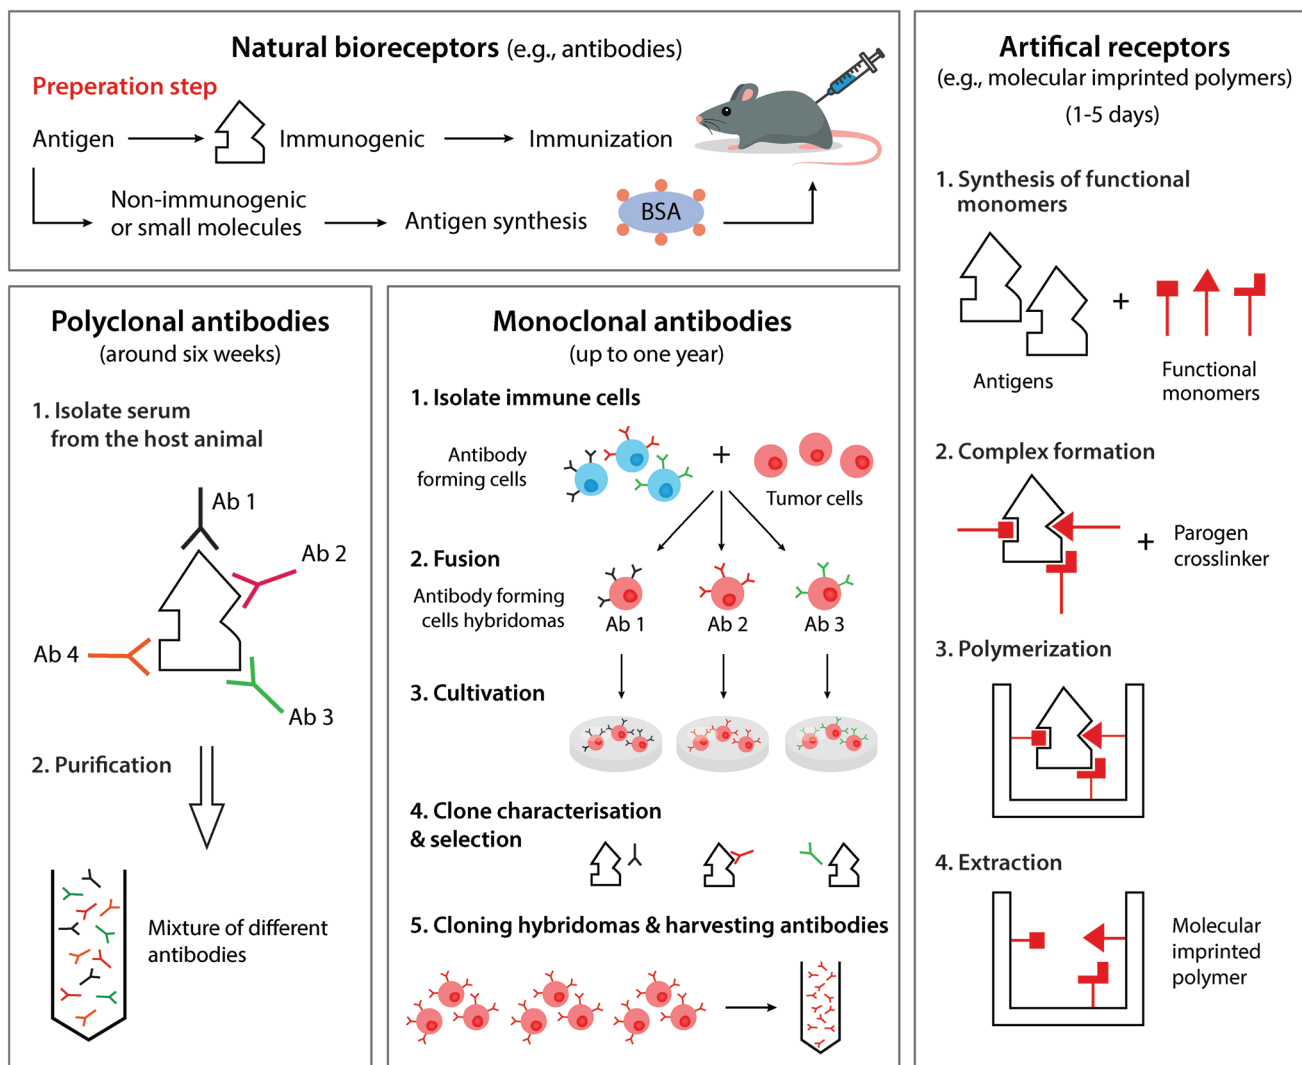 Natural bioreceptors (e.g., antibodies)
Preperation step
Antigen
Immunogenic
Immunization
Non-immunogenic
or small molecules
Antigen synthesis
BSA
Polyclonal antibodies
(around six weeks)
1. Isolate serum
from the host animal
Ab 1
Ab 2
Ab 4
Ab 3
2. Purification
Mixture of different
antibodies
Monoclonal antibodies
(up to one year)
1. Isolate immune cells
Antibody
forming cells
+
Tumor cells
2. Fusion
Antibody forming
cells hybridomas
Ab 1
Ab 2
Ab 3
3. Cultivation
4. Clone characterisation
& selection
5. Cloning hybridomas & harvesting antibodies
Artifical receptors
(e.g., molecular imprinted polymers)
(1-5 days)
1. Synthesis of functional
monomers
+
Antigens
Functional
monomers
2. Complex formation
+
Parogen
crosslinker
3. Polymerization
4. Extraction
Molecular
imprinted
polymer